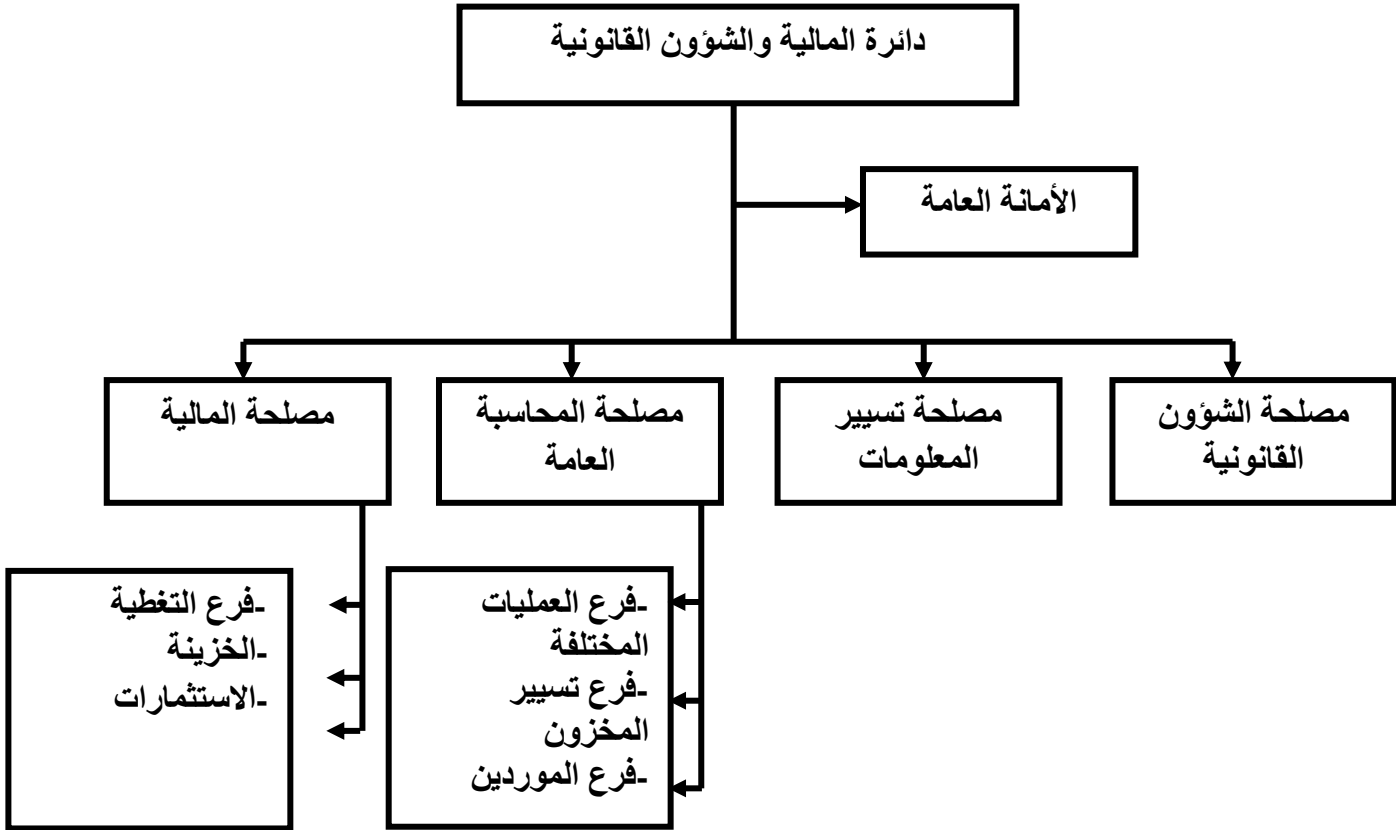 دائرة المالية والشؤون القانونية
الأمانة العامة
مصلحة الشؤون
القانونية
مصلحة تسيير
المعلومات
مصلحة المحاسبة
العامة
مصلحة المالية
-فرع العمليات
المختلفة
-فرع تسيير
المخزون
-فرع الموردين
-فرع التغطية
-الخزينة
-الاستثمارات